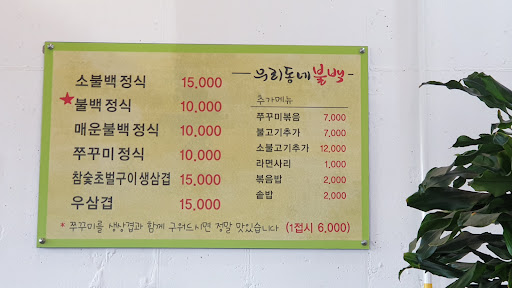 소불백 정식 15,000
★불백 정식 10,000
매운불백 정식 10,000
쭈꾸미 정식 10,000
참숯초벌구이 생삼겹 15,000
우삼겹 15,000
우리동네불백
추가메뉴
쭈꾸미볶음 7,000
불고기추가 7,000
소불고기추가 12,000
라면사리 1,000
볶음밥 2,000
솥밥 2,000
* 쭈꾸미를 생삼겹과 함께 구워드시면 정말 맛있습니다 (1접시 6,000)